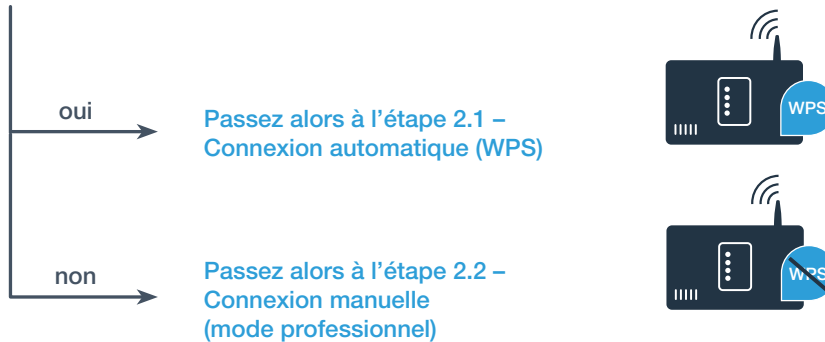 oui
Passez alors à l'étape 2.1 –
Connexion automatique (WPS)
WPS
non
Passez alors à l'étape 2.2 –
Connexion manuelle
(mode professionnel)
WPS